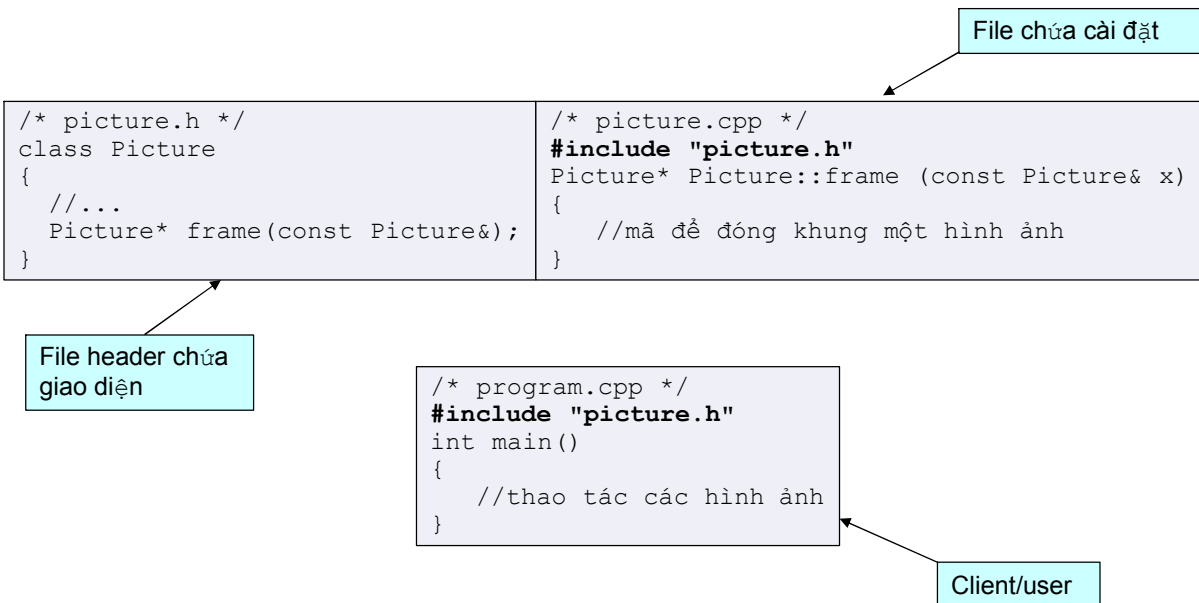 File chứa cài đặt
/* picture.h */
class Picture
{
//...
Picture* frame(const Picture&);
}
/* picture.cpp */
#include "picture.h"
Picture* Picture::frame (const Picture& x)
{
//mã để đóng khung một hình ảnh
}
File header chứa
giao diện
/* program.cpp */
#include "picture.h"
int main()
{
//thao tác các hình ảnh
}
Client/user